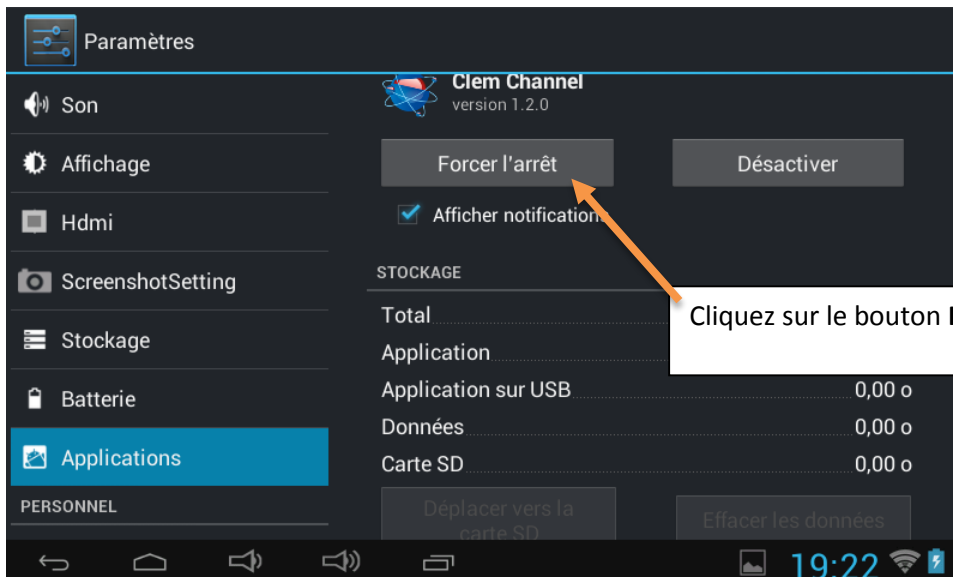 Paramètres
Son
Affichage
Hdmi
ScreenshotSetting
Stockage
Batterie
Applications
PERSONNEL
Clem Channel
version 1.2.0
Forcer l'arrêt
Désactiver
Afficher notifications
STOCKAGE
Total
Cliquez sur le bouton
Application
Application sur USB 0,00 o
Données 0,00 o
Carte SD 0,00 o
Déplacer vers la
carte SD
Effacer les données
19:22